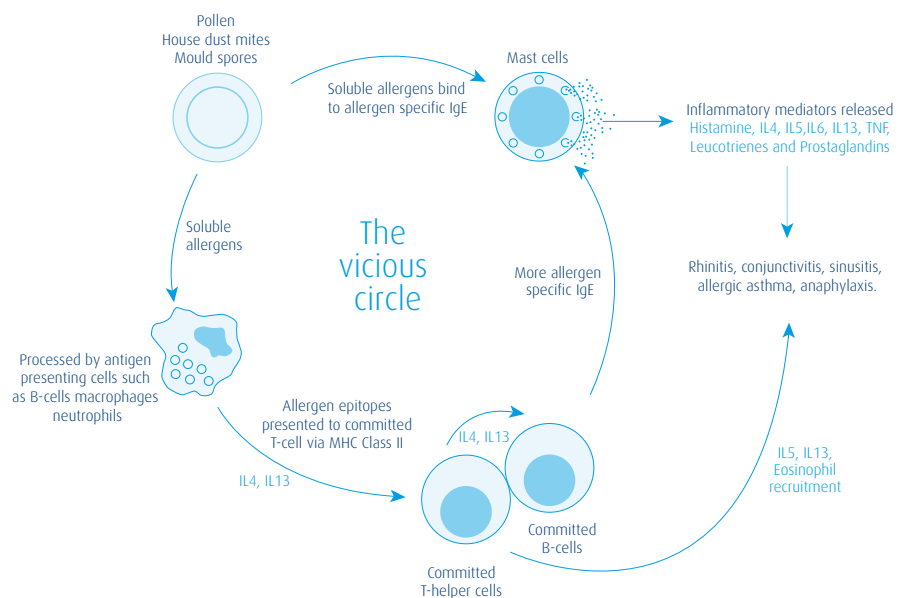 Pollen
House dust mites
Mould spores
Soluble allergens bind
to allergen specific IgE
Mast cells
Inflammatory mediators released
Histamine, IL4, IL5,IL6, IL13, TNF,
Leucotrienes and Prostaglandins
Soluble
allergens
The
vicious
circle
More allergen
specific IgE
Rhinitis, conjunctivitis, sinusitis,
allergic asthma, anaphylaxis.
Processed by antigen
presenting cells such
as B-cells macrophages
neutrophils
Allergen epitopes
presented to committed
T-cell via MHC Class II
IL4, IL13
IL4, IL13
IL5, IL13,
Eosinophil
recruitment
Committed
B-cells
Committed
T-helper cells